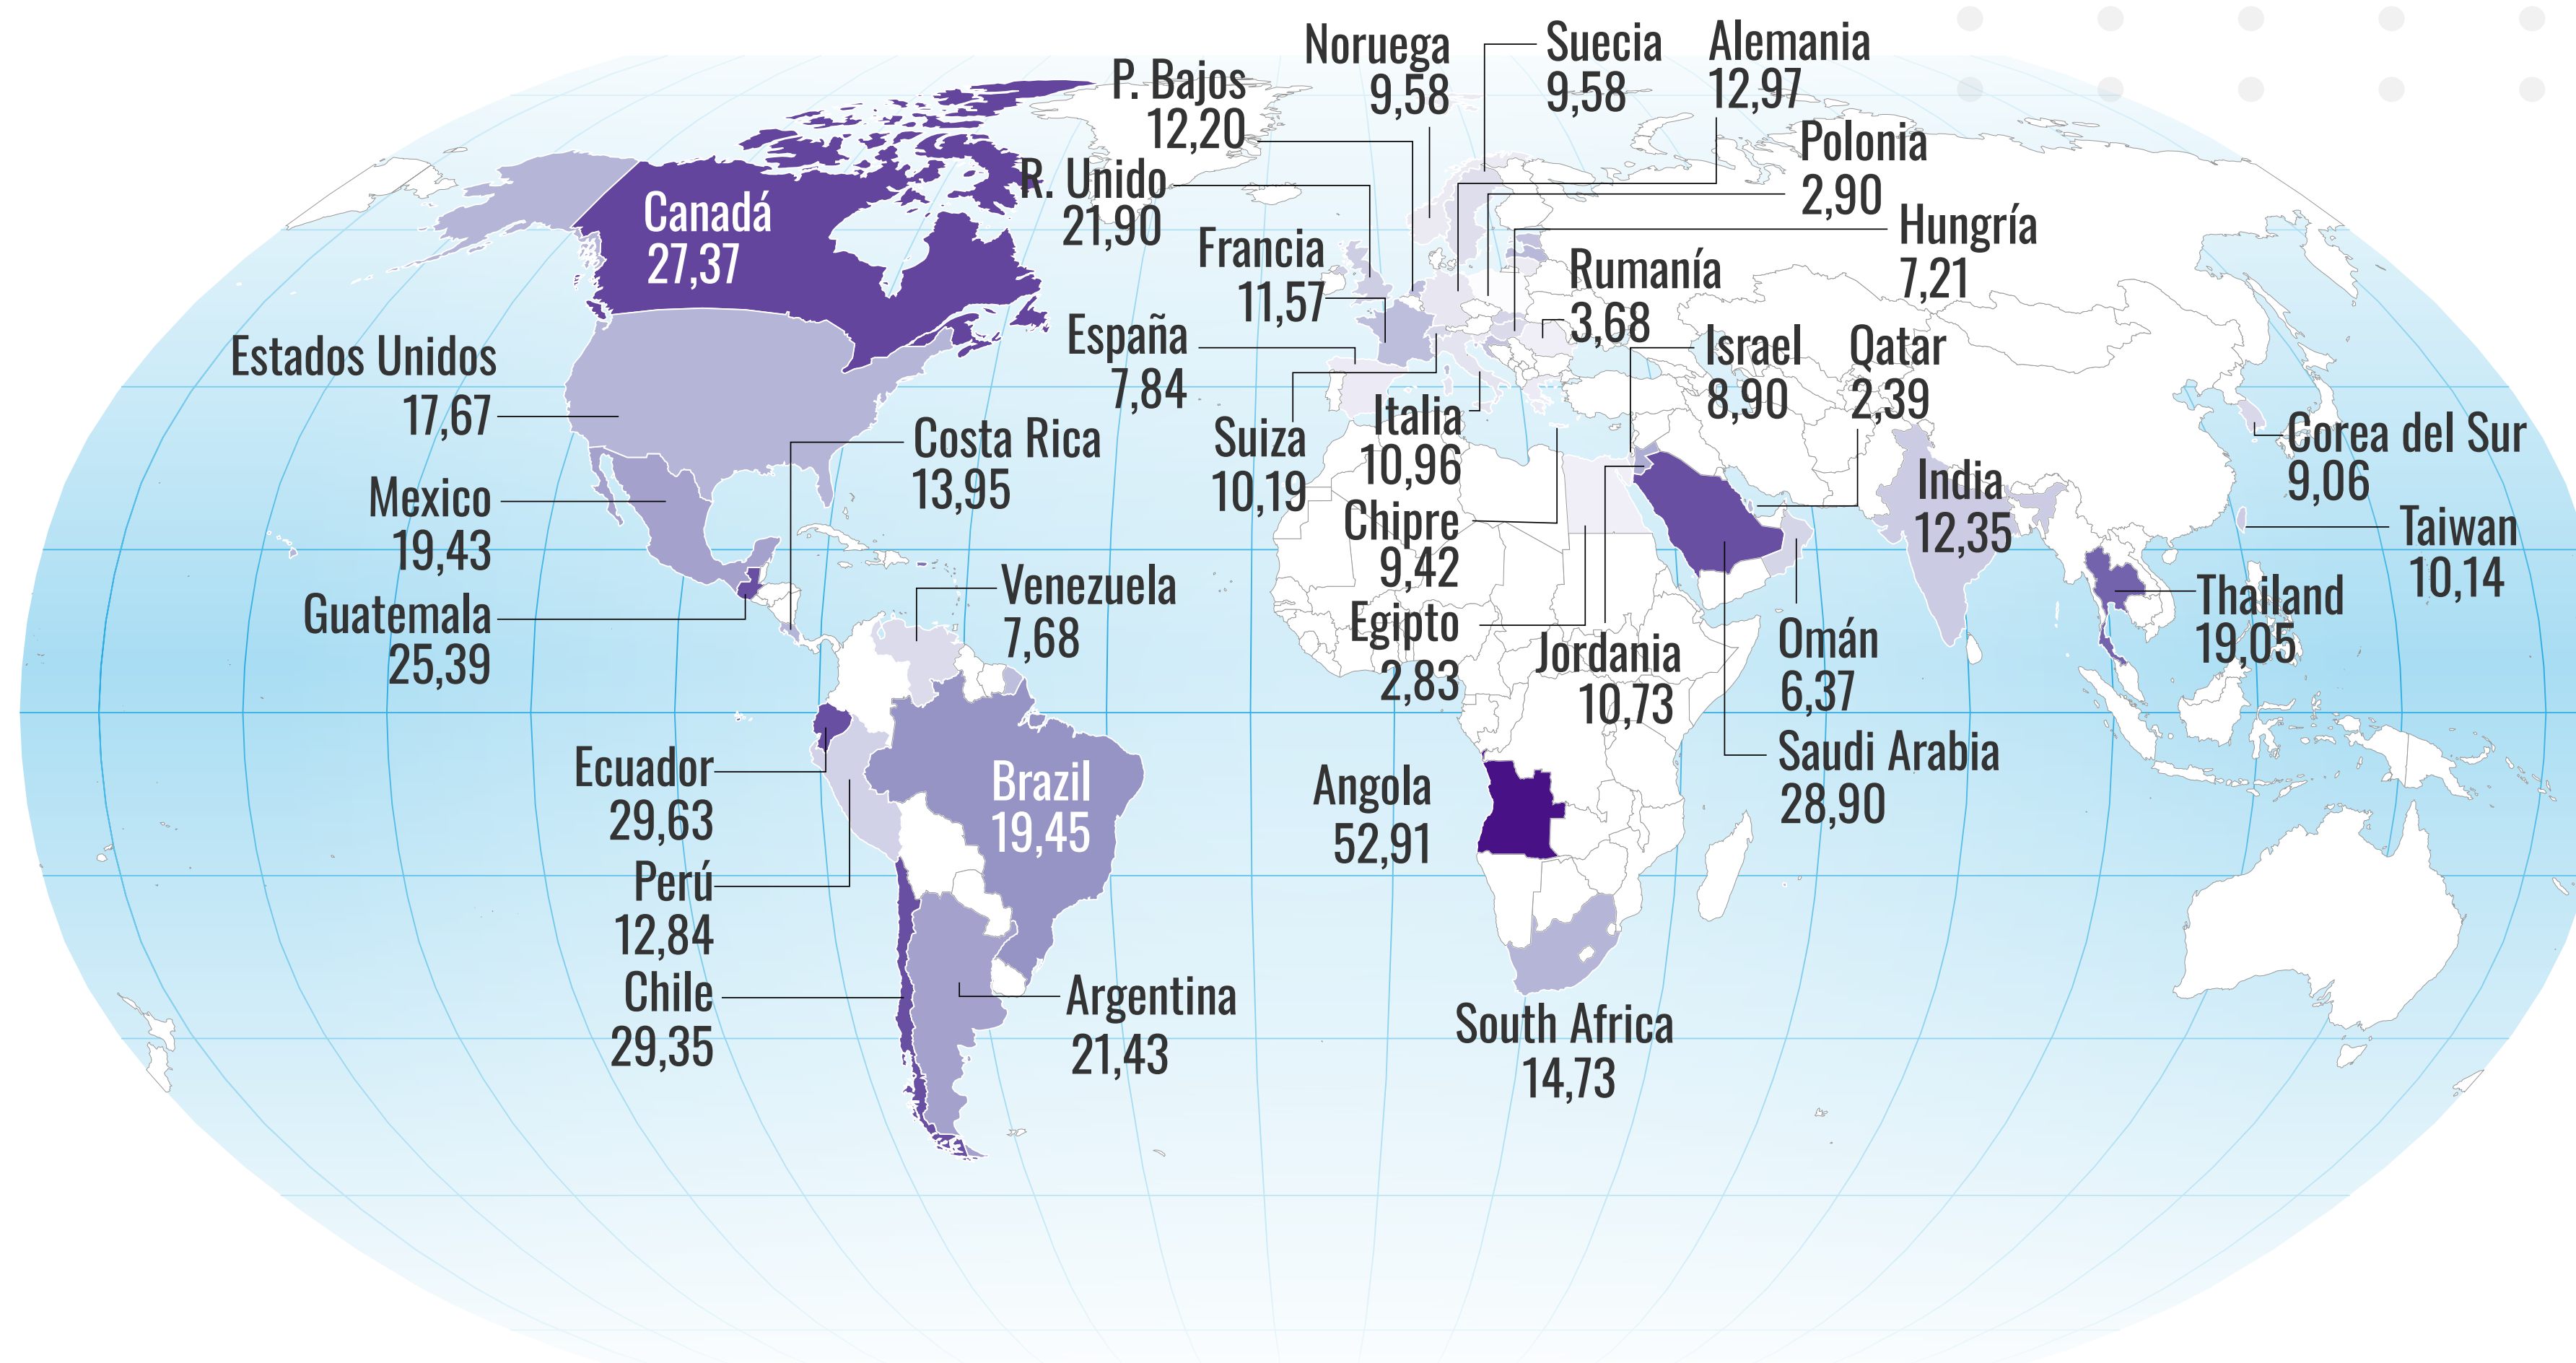 Noruega
9,58
Suecia
9,58
Alemania
12,97
P. Bajos
12,20
Polonia
2,90
R. Unido
21,90
Canadá
27,37
Hungría
7,21
Francia
11,57
Rumanía
3,68
España
7,84
Israel
8,90
Qatar
2,39
Estados Unidos
17,67
Italia
10,96
Costa Rica
13,95
Suiza
10,19
Corea del Sur
9,06
India
12,35
Mexico
19,43
Chipre
9,42
Taiwan
10,14
Venezuela
7,68
Thailand
19,05
Guatemala
25,39
Egipto
2,83
Jordania
10,73
Omán
6,37
Saudi Arabia
28,90
Ecuador
29,63
Brazil
19,45
Angola
52,91
Perú
12,84
Chile
29,35
Argentina
21,43
South Africa
14,73